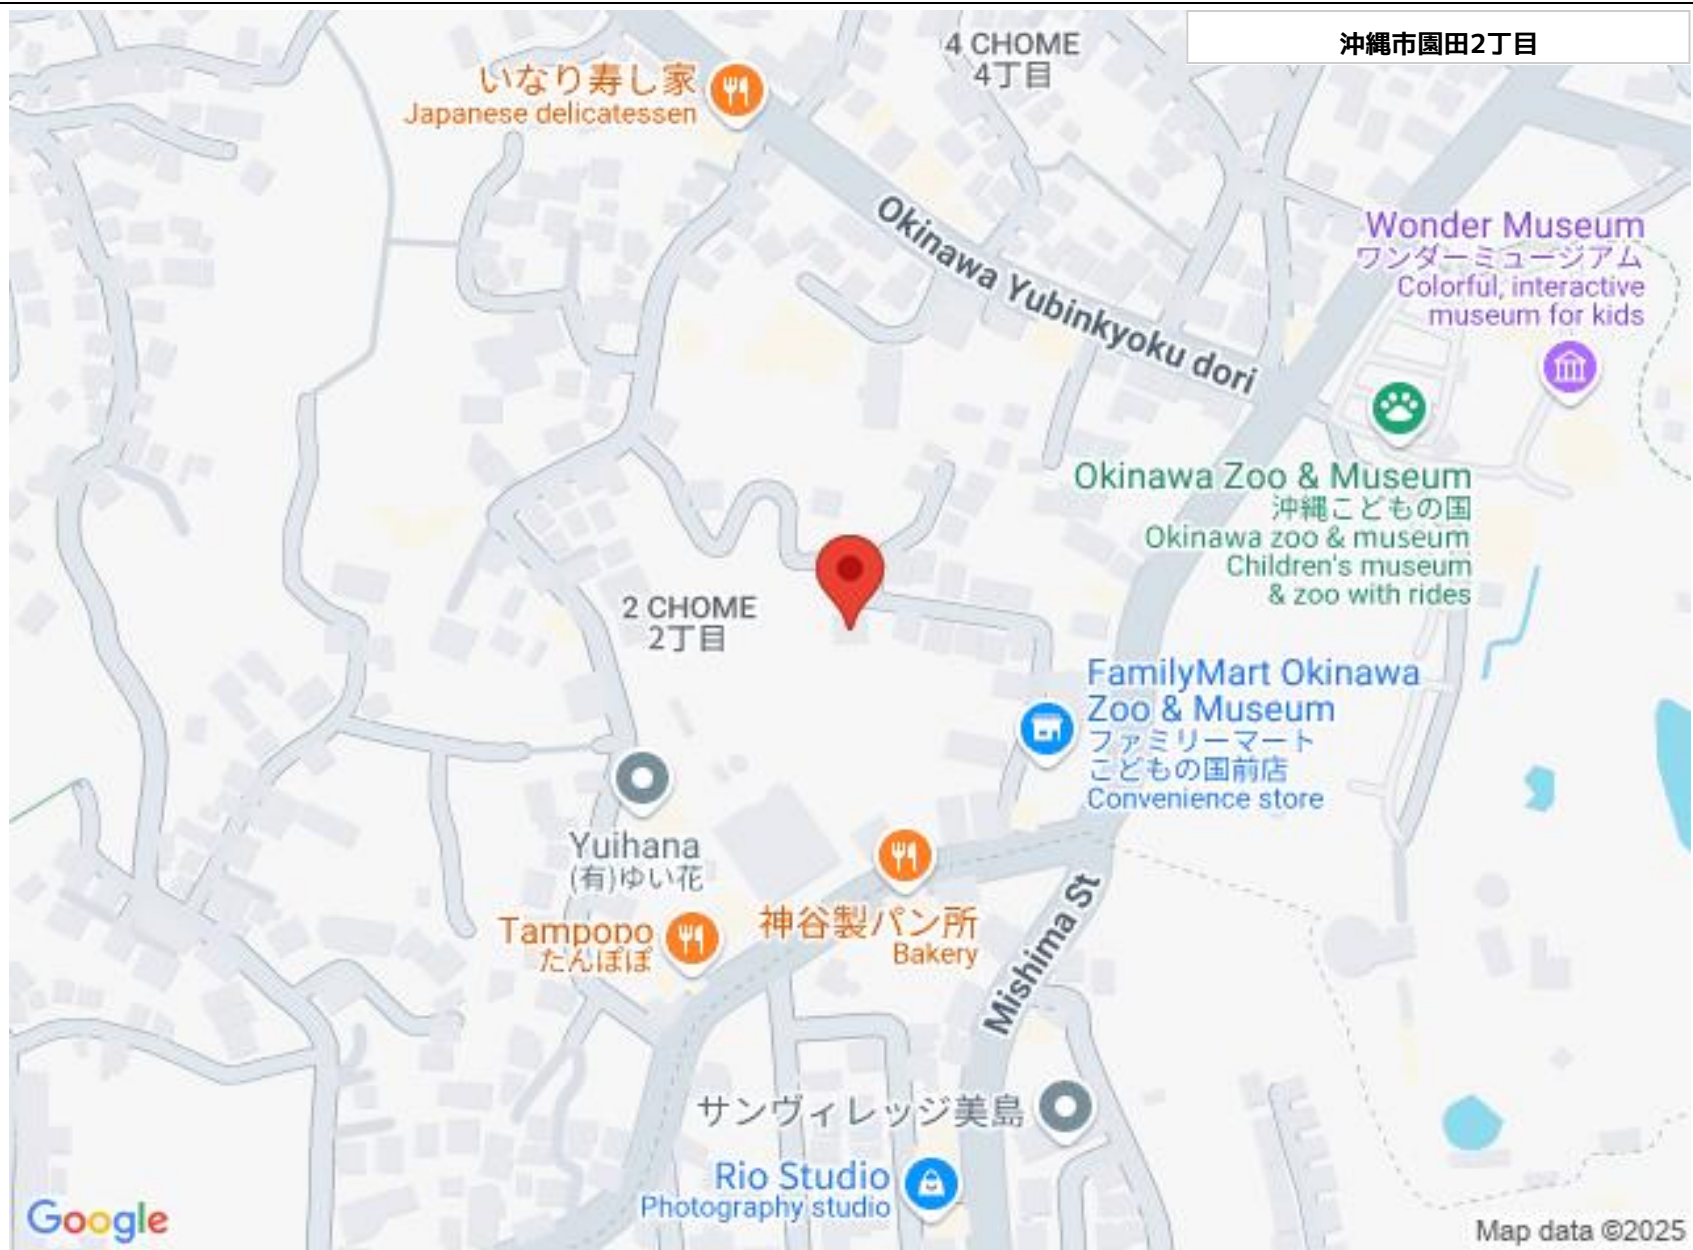 沖縄市園田2丁目
4 CHOME
4丁目
いなり寿し家
Japanese delicatessen
Okinawa Yubinkyoku dori
Wonder Museum
ワンダーミュージアム
Colorful, interactive
museum for kids
Okinawa Zoo & Museum
沖縄こどもの国
Okinawa zoo & museum
Children's museum
& zoo with rides
2 CHOME
2丁目
FamilyMart Okinawa
Zoo & Museum
ファミリーマート
こどもの国前店
Convenience store
Yuihana
(有)ゆい花
Tampopo
たんぽぽ
神谷製パン所
Bakery
Mishima St
サンヴィレッジ美島
Rio Studio
Photography studio
Google
Map data ©2025